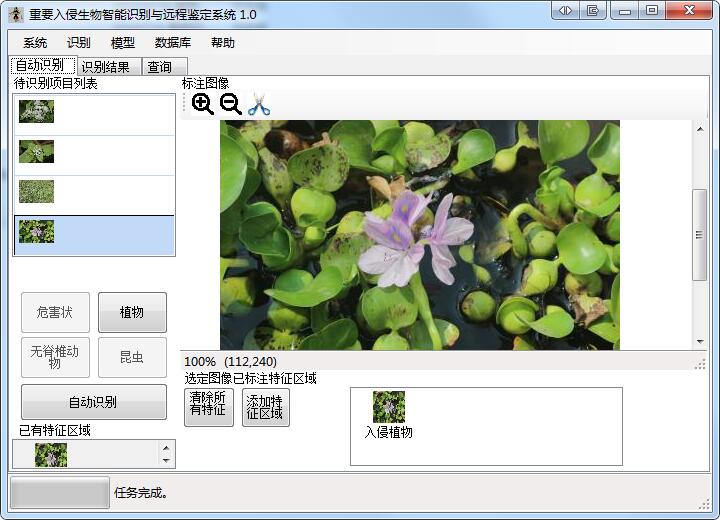 重要入侵生物智能识别与远程鉴定系统 1.0
系统 识别 模型 数据库 帮助
自动识别 识别结果 查询
待识别项目列表
标注图像
危害状 植物
无脊椎动
物
昆虫
自动识别
已有特征区域
100% (112,240)
选定图像已标注特征区域
清除所
有特征
添加特
征区域
入侵植物
任务完成。